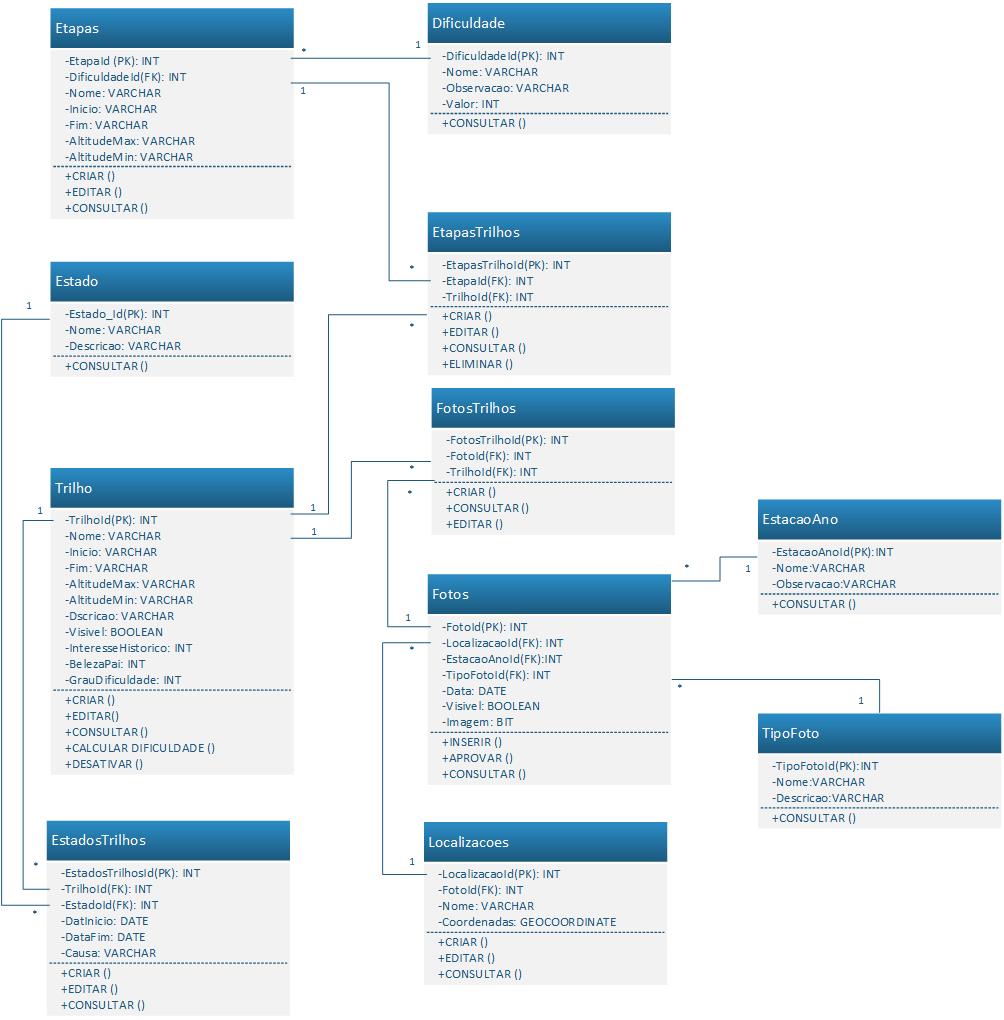 Etapas
-EtapaId (PK): INT
-DificuldadeId(FK): INT
-Nome: VARCHAR
-Inicio: VARCHAR
-Fim: VARCHAR
-AltitudeMax: VARCHAR
-AltitudeMin: VARCHAR
+CRIAR ()
+EDITAR ()
+CONSULTAR ()
*
1
1
*
Dificuldade
-DificuldadeId(PK): INT
-Nome: VARCHAR
-Observacao: VARCHAR
-Valor: INT
+CONSULTAR ()
EtapasTrilhos
-EtapasTrilhoId(PK): INT
-EtapaId(FK): INT
-TrilhoId(FK): INT
+CRIAR ()
+EDITAR ()
+CONSULTAR ()
+ELIMINAR ()
*
Estado
-Estado_Id(PK): INT
-Nome: VARCHAR
-Descricao: VARCHAR
+CONSULTAR ()
1
FotosTrilhos
-FotosTrilhoId(PK): INT
-FotoId(FK): INT
-TrilhoId(FK): INT
+CRIAR ()
+CONSULTAR ()
+EDITAR ()
*
*
Trilho
-TrilhoId(PK): INT
-Nome: VARCHAR
-Inicio: VARCHAR
-Fim: VARCHAR
-AltitudeMax: VARCHAR
-AltitudeMin: VARCHAR
-Dscricao: VARCHAR
-Visivel: BOOLEAN
-InteresseHistorico: INT
-BelezaPai: INT
-GrauDificuldade: INT
+CRIAR ()
+EDITAR()
+CONSULTAR ()
+CALCULAR DIFICULDADE ()
+DESATIVAR ()
1
1
1
EstacaoAno
-EstacaoAnoId(PK):INT
-Nome:VARCHAR
-Observacao:VARCHAR
+CONSULTAR ()
*
1
Fotos
-FotoId(PK): INT
-LocalizacaoId(FK): INT
-EstacaoAnoId(FK):INT
-TipoFotoId(FK): INT
-Data: DATE
-Visivel: BOOLEAN
-Imagem: BIT
+INSERIR ()
+APROVAR ()
+CONSULTAR ()
1
*
*
1
TipoFoto
-TipoFotoId(PK):INT
-Nome:VARCHAR
-Descricao:VARCHAR
+CONSULTAR ()
EstadosTrilhos
-EstadosTrilhosId(PK): INT
-TrilhoId(FK): INT
-EstadoId(FK): INT
-DatInicio: DATE
-DataFim: DATE
-Causa: VARCHAR
+CRIAR ()
+EDITAR ()
+CONSULTAR ()
*
*
Localizacoes
-LocalizacaoId(PK): INT
-FotoId(FK): INT
-Nome: VARCHAR
-Coordenadas: GEOCOORDINATE
+CRIAR ()
+EDITAR ()
+CONSULTAR ()
1